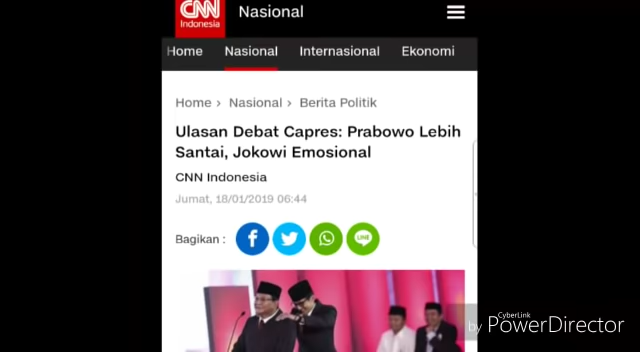 CNN
Indonesia
Nasional
Home Nasional Internasional Ekonomi
Home > Nasional > Berita Politik
Ulasan Debat Capres: Prabowo Lebih
Santai, Jokowi Emosional
CNN Indonesia
Jumat, 18/01/2019 06:44
Bagikan :
LINE
CyberLink
by PowerDirector